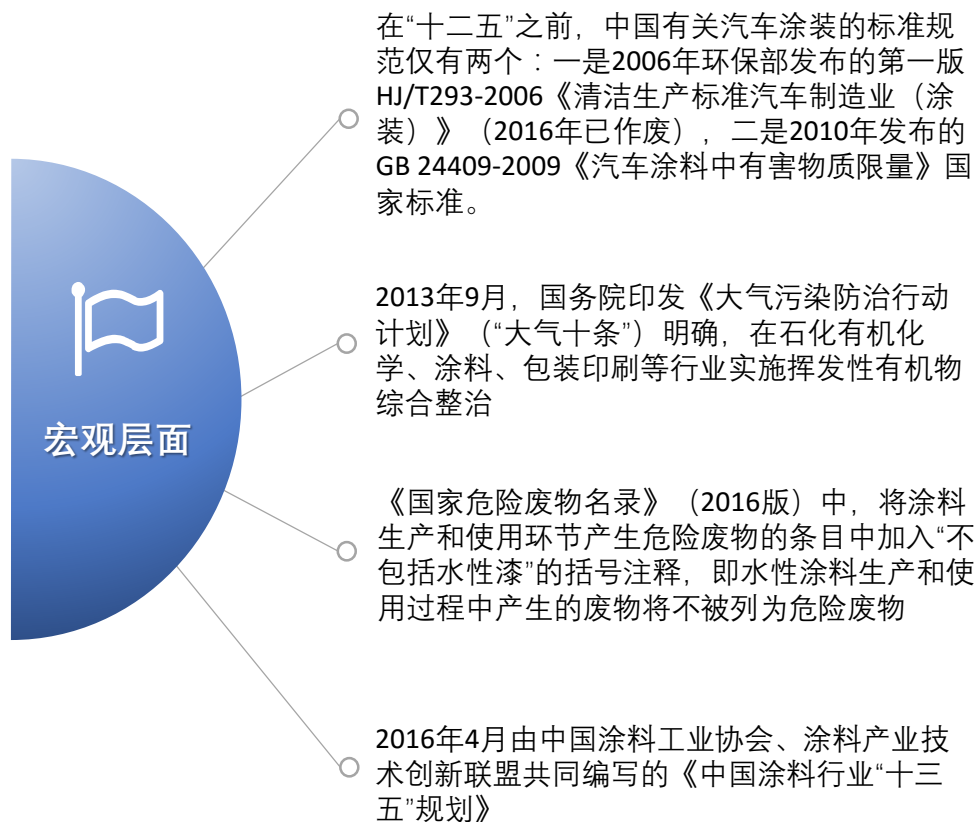 在“十二五”之前，中国有关汽车涂装的标准规
范仅有两个：一是2006年环保部发布的第一版
HJ/T293-2006《清洁生产标准汽车制造业（涂
装）》（2016年已作废），二是2010年发布的
GB 24409-2009《汽车涂料中有害物质限量》国
家标准。
2013年9月，国务院印发《大气污染防治行动
计划》（“大气十条”）明确，在石化有机化
学、涂料、包装印刷等行业实施挥发性有机物
综合整治
宏观层面
《国家危险废物名录》（2016版）中，将涂料
生产和使用环节产生危险废物的条目中加入“不
包括水性漆”的括号注释，即水性涂料生产和使
用过程中产生的废物将不被列为危险废物
2016年4月由中国涂料工业协会、涂料产业技
术创新联盟共同编写的《中国涂料行业“十三
五”规划》